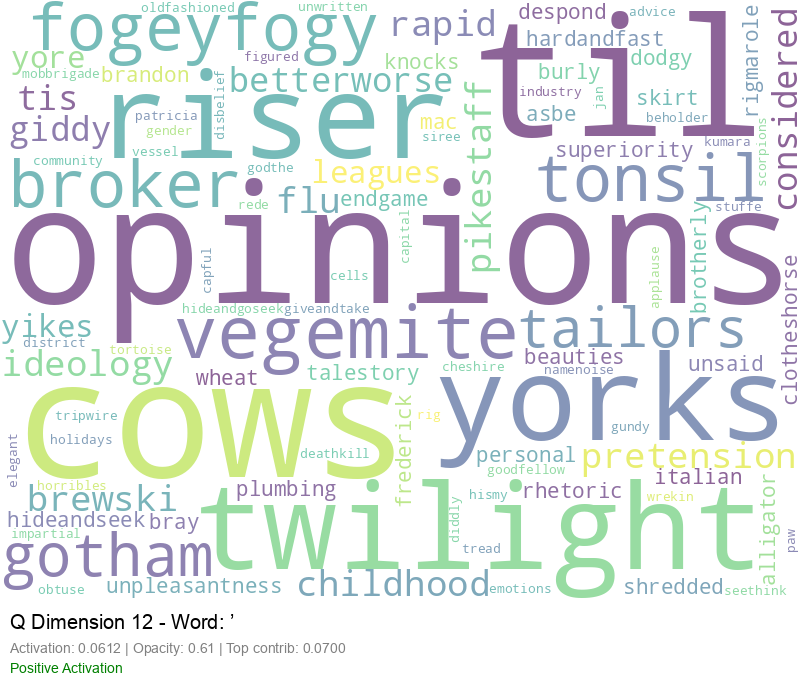 oldfashioned unwritten despond advice
fogeyfogy rapid til hardandfast rigmarole considered
yore figured knocks burly dodgy
mobbrigade brandon disbelief betterworse industry jan skirt
tis riser patricia mac pikestaff asbe beholder
giddy gender siree superiority kumara
community vessel godthe leagues tonsil scorpions
broker rede flu endgame stuffe
opinions capital brotherly
capful cells applause clotheshorse
hideandgoseek giveandtake
yikes vegemite tailors
district tortoise beauties unsaid
ideology wheat talestory cheshire namenoise
cows frederick rig yorks
tripwire gundy
holidays deathkill personal pretension
elegant goodfellow
horribles plumbing italian
brewski hismy rhetoric wrekin
hideandseek bray twilight diddly alligator
impartial paw
gotham tread
obtuse unpleasantness childhood emotions shredded seethink
Q Dimension 12 - Word: ’
Activation: 0.0612 | Opacity: 0.61 | Top contrib: 0.0700
Positive Activation